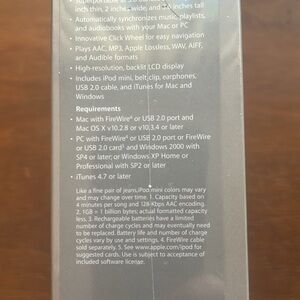 inch thin, 2 inches wide, and
inches tall
• Automatically synchronizes music, playlists,
and audiobooks with your Mac or PC
• Innovative Click Wheel for easy navigation
• Plays AAC, MP3, Apple Lossless, WAV, AIFF,
and Audible formats
• High-resolution, backlit LCD display
• Includes iPod mini, belt clip, earphones,
USB 2.0 cable, and iTunes for Mac and
Windows
Requirements
• Mac with FireWire⁴ or USB 2.0 port and
Mac OS X v10.2.8 or v10.3.4 or later
• PC with FireWire⁴ or USB 2.0 port or FireWire
or USB 2.0 card⁵ and Windows 2000 with
SP4 or later; or Windows XP Home or
Professional with SP2 or later
• iTunes 4.7 or later
Like a fine pair of jeans,iPod mini colors may vary
and may change over time. 1. Capacity based on
4 minutes per song and 128-Kbps AAC encoding.
2. 1GB = 1 billion bytes; actual formatted capacity
less. 3. Rechargeable batteries have a limited
number of charge cycles and may eventually need
to be replaced. Battery life and number of charge
cycles vary by use and settings. 4. FireWire cable
sold separately. 5. See www.apple.com/ipod for
suggested cards. Use is subject to acceptance of
included software license.